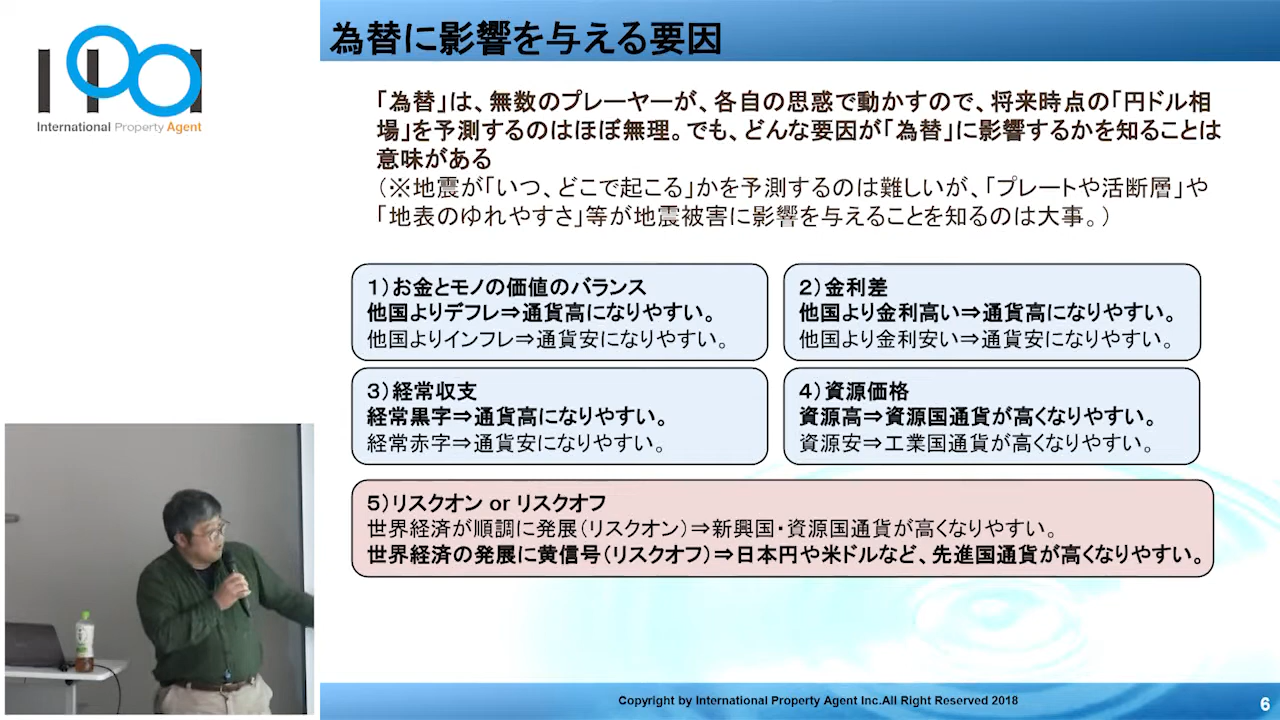 IPA
International Property Agent
為替に影響を与える要因
「為替」は、無数のプレーヤーが、各自の思惑で動かすので、将来時点の「円ドル相
場」を予測するのはほぼ無理。でも、どんな要因が「為替」に影響するかを知ることは
意味がある
（※地震が「いつ、どこで起こる」かを予測するのは難しいが、「プレートや活断層」や
「地表のゆれやすさ」等が地震被害に影響を与えることを知るのは大事。）
1）お金とモノの価値のバランス
他国よりデフレ⇒通貨高になりやすい。
他国よりインフレ⇒通貨安になりやすい。
2）金利差
他国より金利高い⇒通貨高になりやすい。
他国より金利安い⇒通貨安になりやすい。
3）経常収支
経常黒字⇒通貨高になりやすい。
経常赤字⇒通貨安になりやすい。
4）資源価格
資源高⇒資源国通貨が高くなりやすい。
資源安⇒工業国通貨が高くなりやすい。
5）リスクオン or リスクオフ
世界経済が順調に発展（リスクオン）⇒新興国・資源国通貨が高くなりやすい。
世界経済の発展に黄信号（リスクオフ）⇒日本円や米ドルなど、先進国通貨が高くなりやすい。
Copyright by International Property Agent Inc.All Right Reserved 2018
6